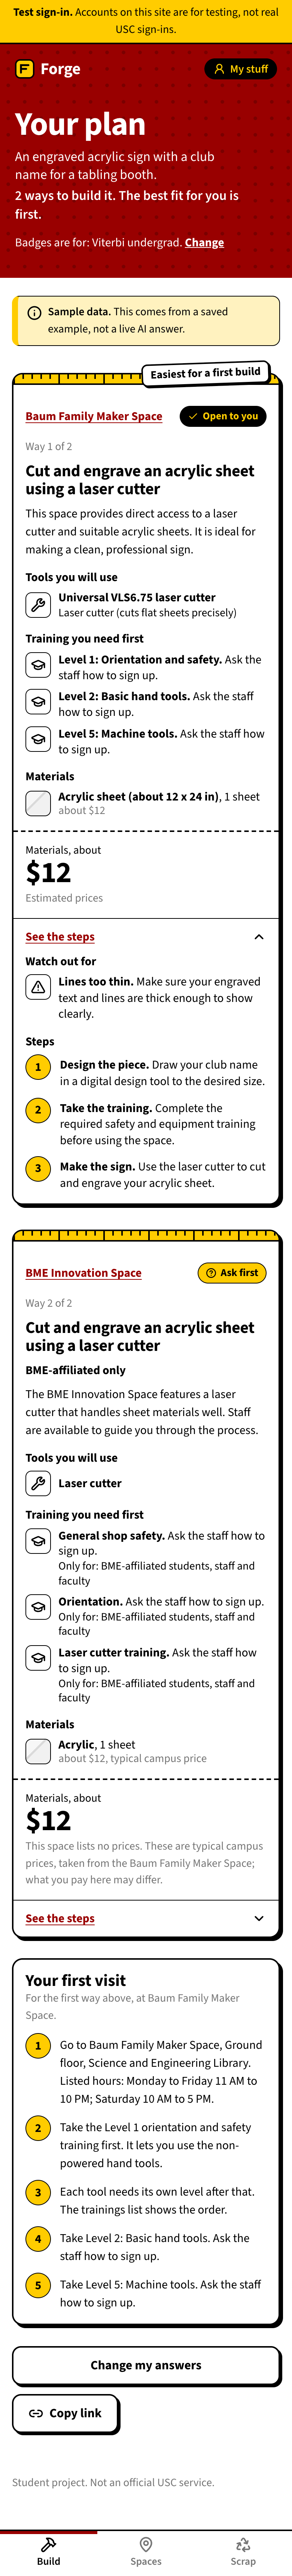 Test sign-in. Accounts on this site are for testing, not real
USC sign-ins.
Forge
My stuff
Your plan
An engraved acrylic sign with a club
name for a tabling booth.
2 ways to build it. The best fit for you is
first.
Badges are for: Viterbi undergrad. Change
Sample data. This comes from a saved
example, not a live AI answer.
Easiest for a first build
Baum Family Maker Space
Open to you
Way 1 of 2
Cut and engrave an acrylic sheet
using a laser cutter
This space provides direct access to a laser
cutter and suitable acrylic sheets. It is ideal for
making a clean, professional sign.
Tools you will use
Universal VLS6.75 laser cutter
Laser cutter (cuts flat sheets precisely)
Training you need first
Level 1: Orientation and safety. Ask the
staff how to sign up.
Level 2: Basic hand tools. Ask the staff
how to sign up.
Level 5: Machine tools. Ask the staff how
to sign up.
Materials
Acrylic sheet (about 12 x 24 in), 1 sheet
about $12
Materials, about
$12
Estimated prices
See the steps
Watch out for
Lines too thin. Make sure your engraved
text and lines are thick enough to show
clearly.
Steps
1
Design the piece. Draw your club name
in a digital design tool to the desired size.
2
Take the training. Complete the
required safety and equipment training
before using the space.
3
Make the sign. Use the laser cutter to cut
and engrave your acrylic sheet.
BME Innovation Space
Ask first
Way 2 of 2
Cut and engrave an acrylic sheet
using a laser cutter
BME-affiliated only
The BME Innovation Space features a laser
cutter that handles sheet materials well. Staff
are available to guide you through the process.
Tools you will use
Laser cutter
Training you need first
General shop safety. Ask the staff how to
sign up.
Only for: BME-affiliated students, staff and
faculty
Orientation. Ask the staff how to sign up.
Only for: BME-affiliated students, staff and
faculty
Laser cutter training. Ask the staff how
to sign up.
Only for: BME-affiliated students, staff and
faculty
Materials
Acrylic, 1 sheet
about $12, typical campus price
Materials, about
$12
This space lists no prices. These are typical campus
prices, taken from the Baum Family Maker Space;
what you pay here may differ.
See the steps
Your first visit
For the first way above, at Baum Family Maker
Space.
1
Go to Baum Family Maker Space, Ground
floor, Science and Engineering Library.
Listed hours: Monday to Friday 11 AM to
10 PM; Saturday 10 AM to 5 PM.
2
Take the Level 1 orientation and safety
training first. It lets you use the non-
powered hand tools.
3
Each tool needs its own level after that.
The trainings list shows the order.
4
Take Level 2: Basic hand tools. Ask the
staff how to sign up.
5
Take Level 5: Machine tools. Ask the staff
how to sign up.
Change my answers
Copy link
Student project. Not an official USC service.
Build
Spaces
Scrap